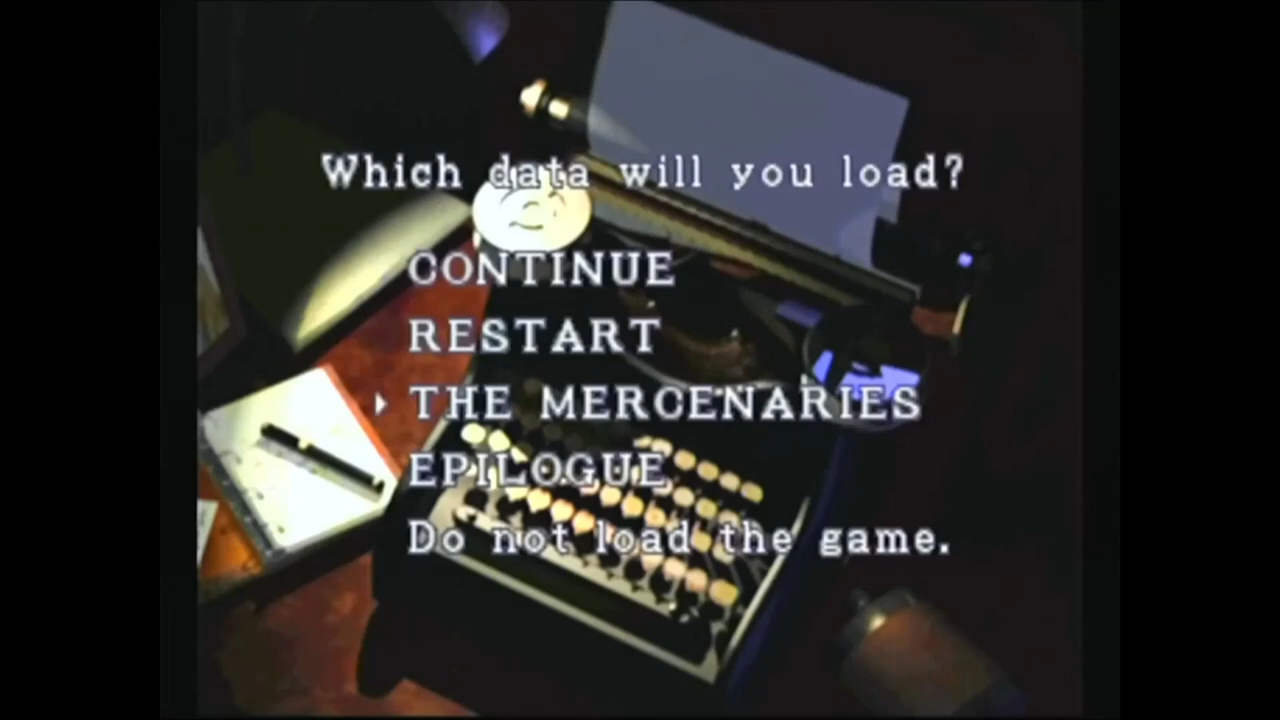 Which data will you load?
CONTINUE
RESTART
THE MERCENARIES
EPILOGUE
Do not load the game.